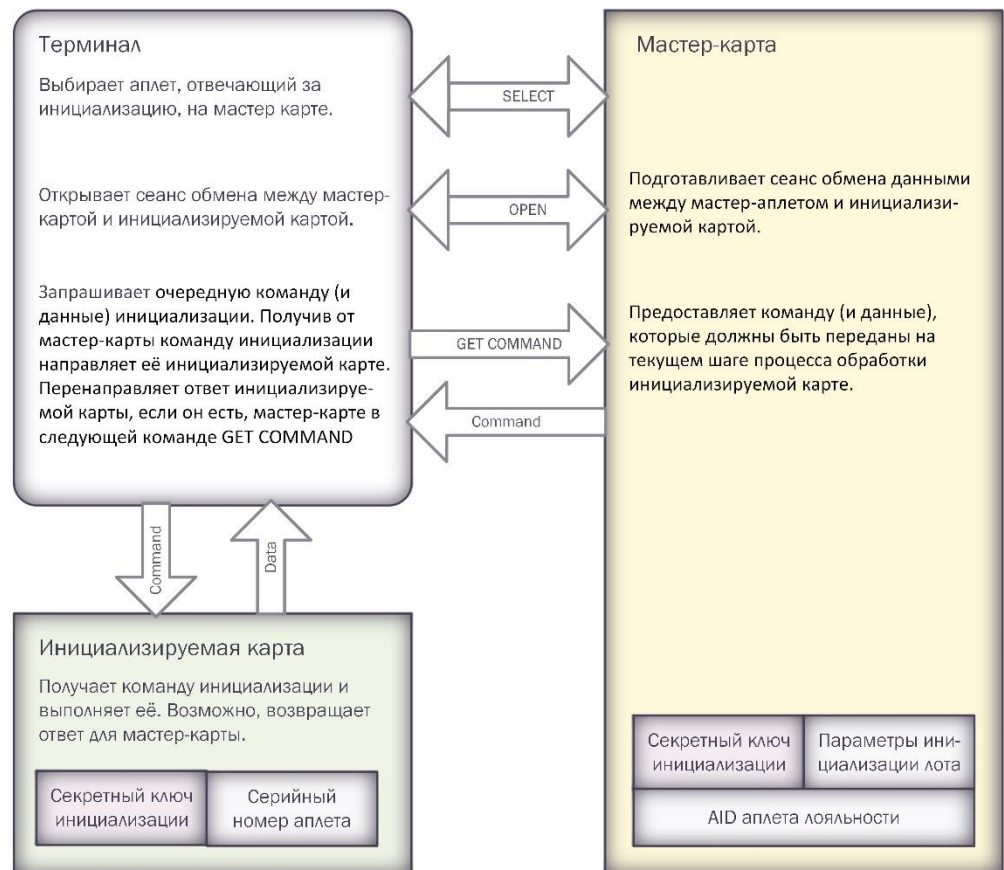 Терминал
Выбирает аплет, отвечающий за
инициализацию, на мастер карте.
Открывает сеанс обмена между мастер-
картой и инициализируемой картой.
Запрашивает очередную команду (и
данные) инициализации. Получив от
мастер-карты команду инициализации
направляет её инициализируемой карте.
Перенаправляет ответ инициализируе-
мой карты, если он есть, мастер-карте в
следующей команде GET COMMAND
SELECT
OPEN
GET COMMAND
Command
Мастер-карта
Подготавливает сеанс обмена данными
между мастер-аплетом и инициализи-
руемой картой.
Предоставляет команду (и данные),
которые должны быть переданы на
текущем шаге процесса обработки
инициализируемой карте.
Command
Data
Инициализируемая карта
Получает команду инициализации и
выполняет её. Возможно, возвращает
ответ для мастер-карты.
Секретный ключ
инициализации
Серийный
номер аплета
Секретный ключ
инициализации
Параметры ини-
циализации лота
AID аплета лояльности